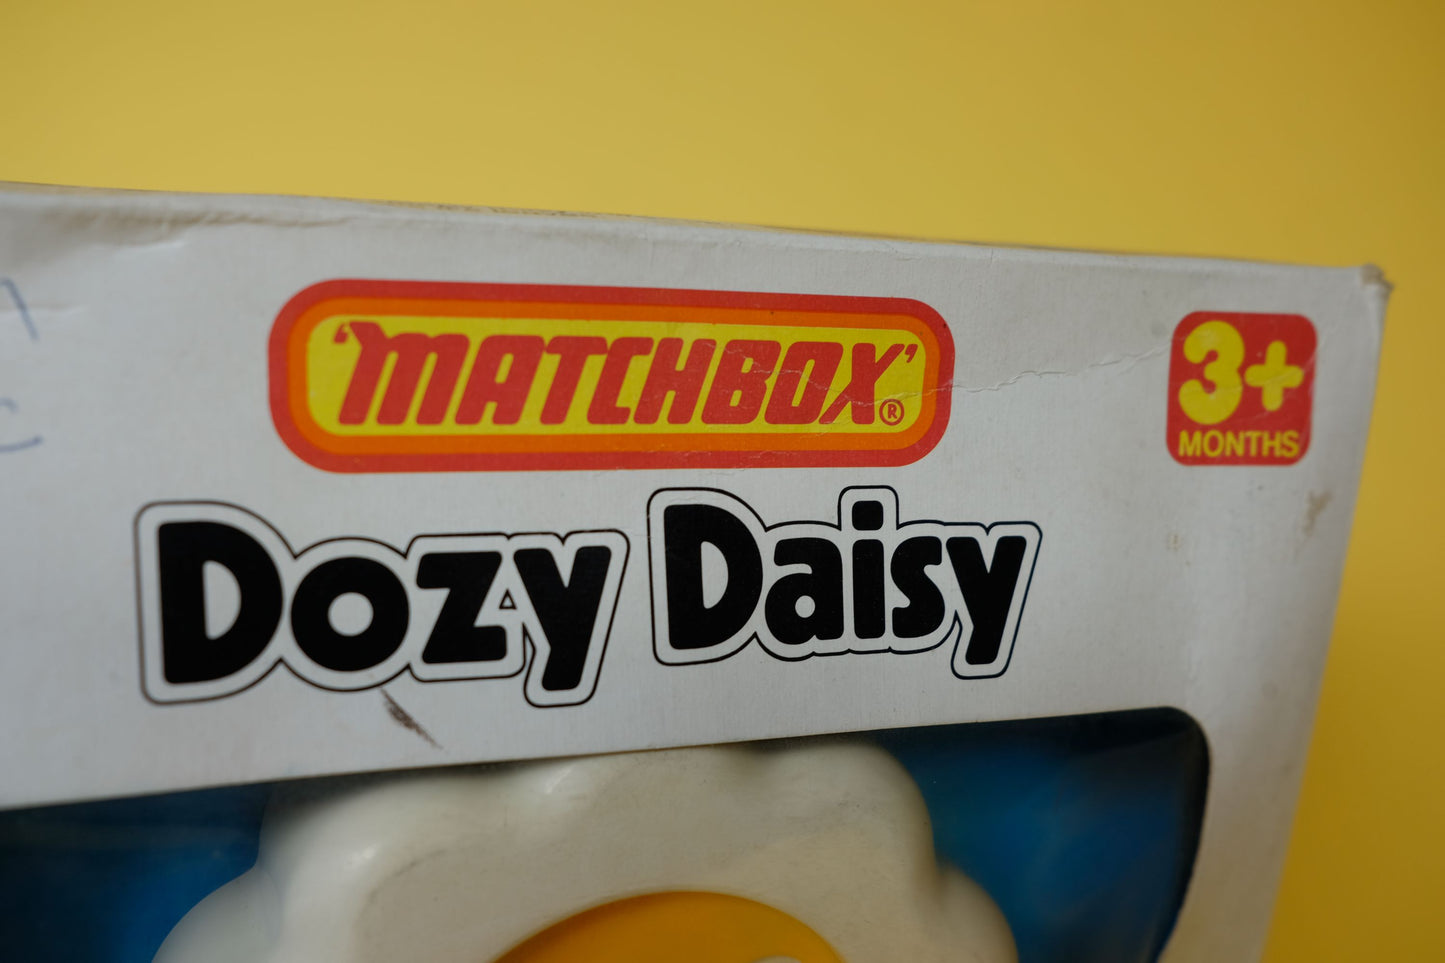 'MATCHBOX'®
3+
MONTHS
Dozy Daisy